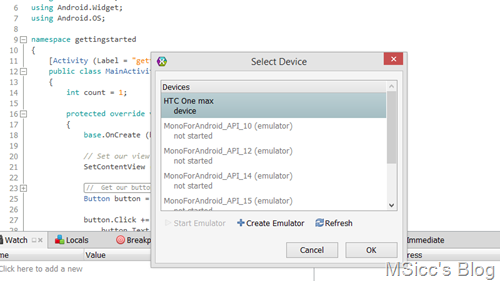 6 using Android.Widget;
7 using Android.OS;
8
9 namespace gettingstarted
10 {
11 [Activity (Label = "get
12 public class MainActivit
13 {
14 int count = 1;
15
16 protected override v
17 {
18 base.OnCreate (b
19
20 // Set our view
21 SetContentView
22
23 // Get our butto
25 Button button =
26
27 button.Click +=
28 button.Text
Select Device
Devices
HTC One max
device
MonoForAndroid_API_10 (emulator)
not started
MonoForAndroid_API_12 (emulator)
not started
MonoForAndroid_API_14 (emulator)
not started
MonoForAndroid_API_15 (emulator)
not started
Start Emulator Create Emulator Refresh
Cancel OK
Watch Locals Breakp Immediate
me Value ress
Click here to add a new
MSicc's Blog